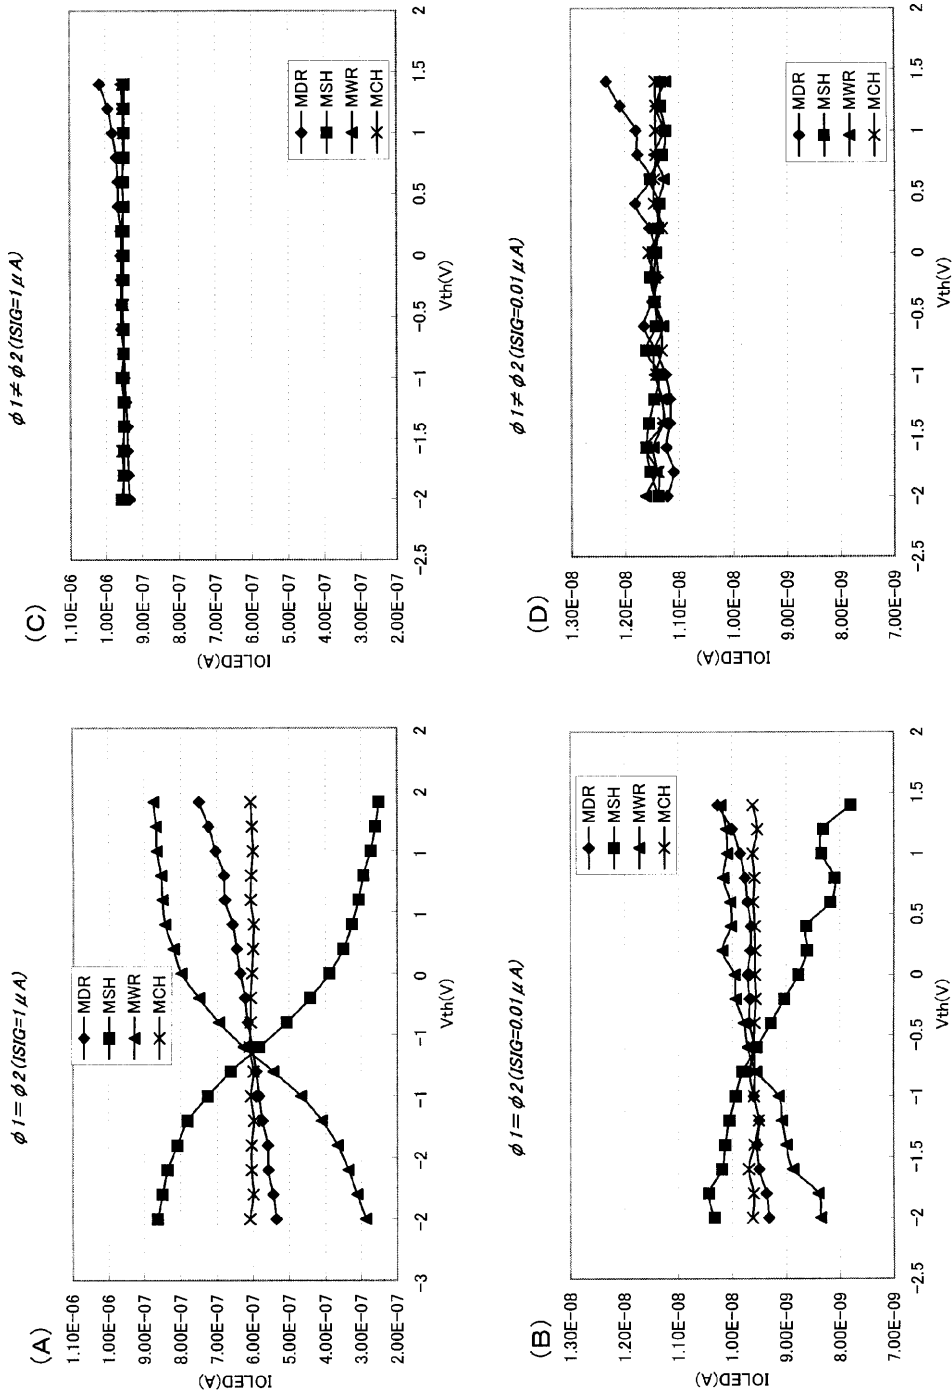 (A)
φ1=φ2(ISIG=1μA)
1.10E-06
1.00E-06
9.00E-07
8.00E-07
7.00E-07
6.00E-07
5.00E-07
4.00E-07
3.00E-07
2.00E-07
IOLED(A)
-3
-2
-2
-1
-1
0
1
1
2
2
Vth(V)
MDR
MSH
MWR
MCH
(B)
φ1=φ2(ISIG=0.01μA)
1.30E-08
1.20E-08
1.10E-08
1.00E-08
9.00E-09
8.00E-09
7.00E-09
IOLED(A)
-2.5
-2
-1.5
-1
-0.5
0
0.5
1
1.5
2
Vth(V)
MDR
MSH
MWR
MCH
(C)
φ1≠φ2(ISIG=1μA)
1.10E-06
1.00E-06
9.00E-07
8.00E-07
7.00E-07
6.00E-07
5.00E-07
4.00E-07
3.00E-07
2.00E-07
IOLED(A)
-2.5
-2
-1.5
-1
-0.5
0
0.5
1
1.5
2
Vth(V)
MDR
MSH
MWR
MCH
(D)
φ1≠φ2(ISIG=0.01μA)
1.30E-08
1.20E-08
1.10E-08
1.00E-08
9.00E-09
8.00E-09
7.00E-09
IOLED(A)
-2.5
-2
-1.5
-1
-0.5
0
0.5
1
1.5
2
Vth(V)
MDR
MSH
MWR
MCH